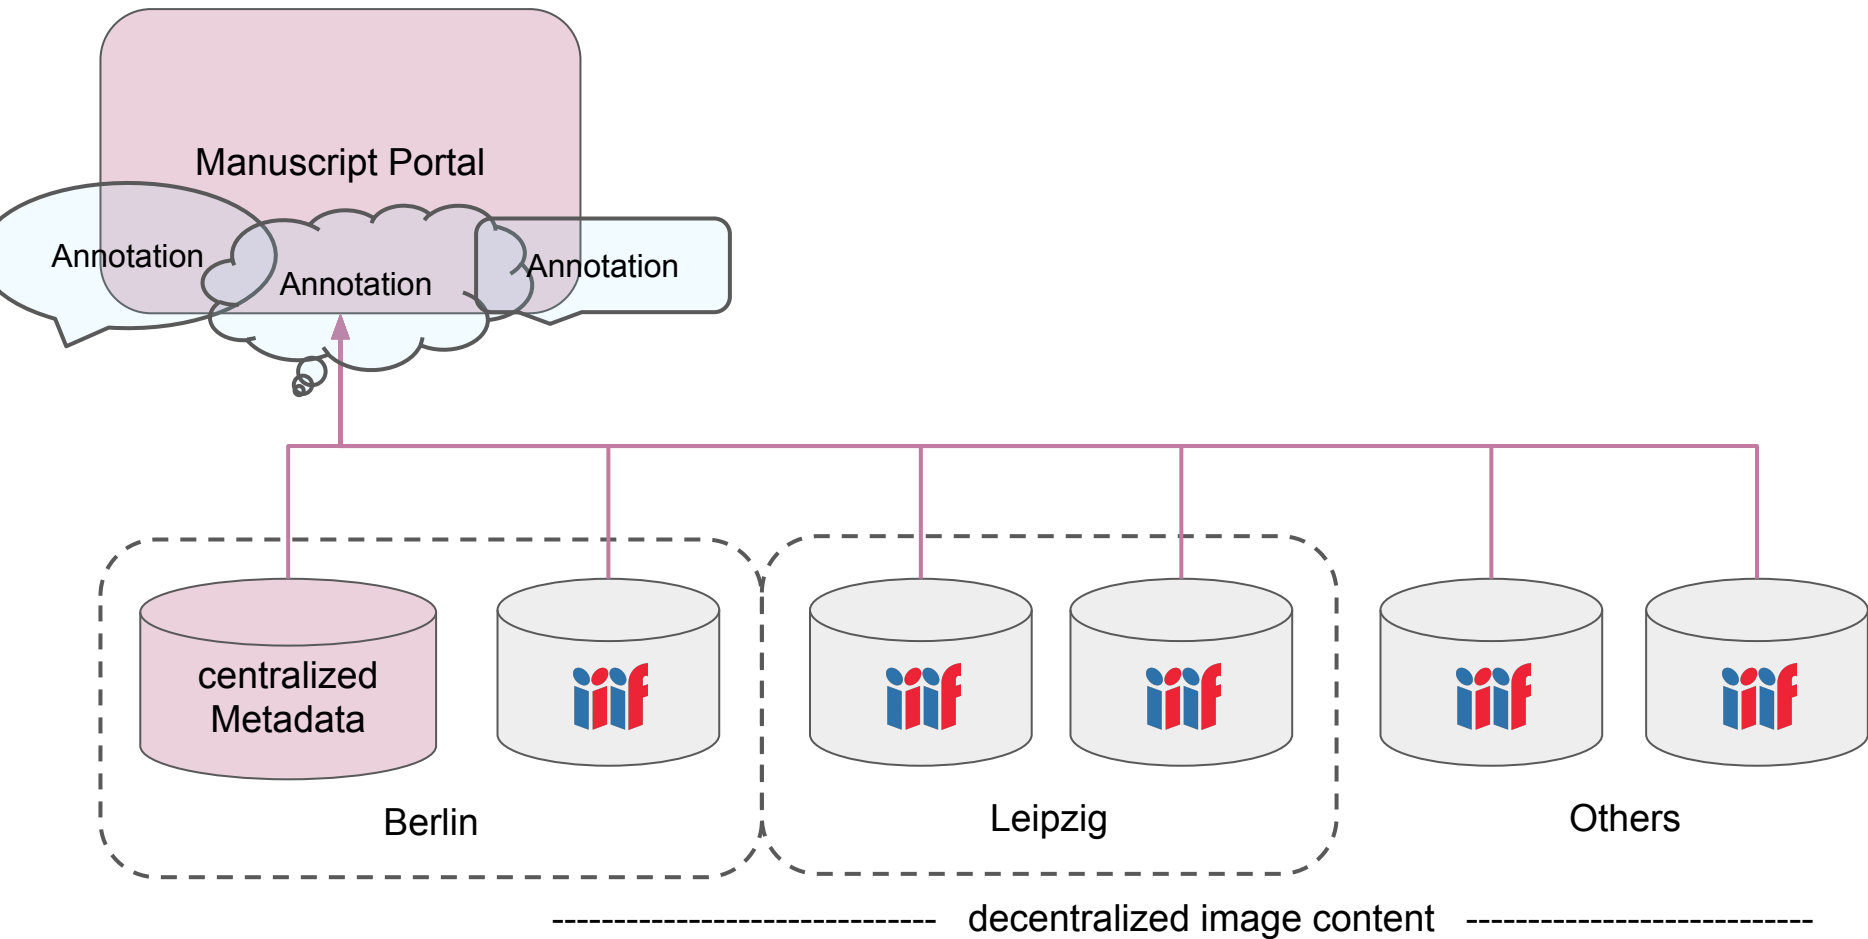 Manuscript Portal
Annotation
Annotation
Annotation
centralized
Metadata
iiif
iiif
iiif
iiif
iiif
Berlin
Leipzig
Others
------------------------------- decentralized image content ----------------------------